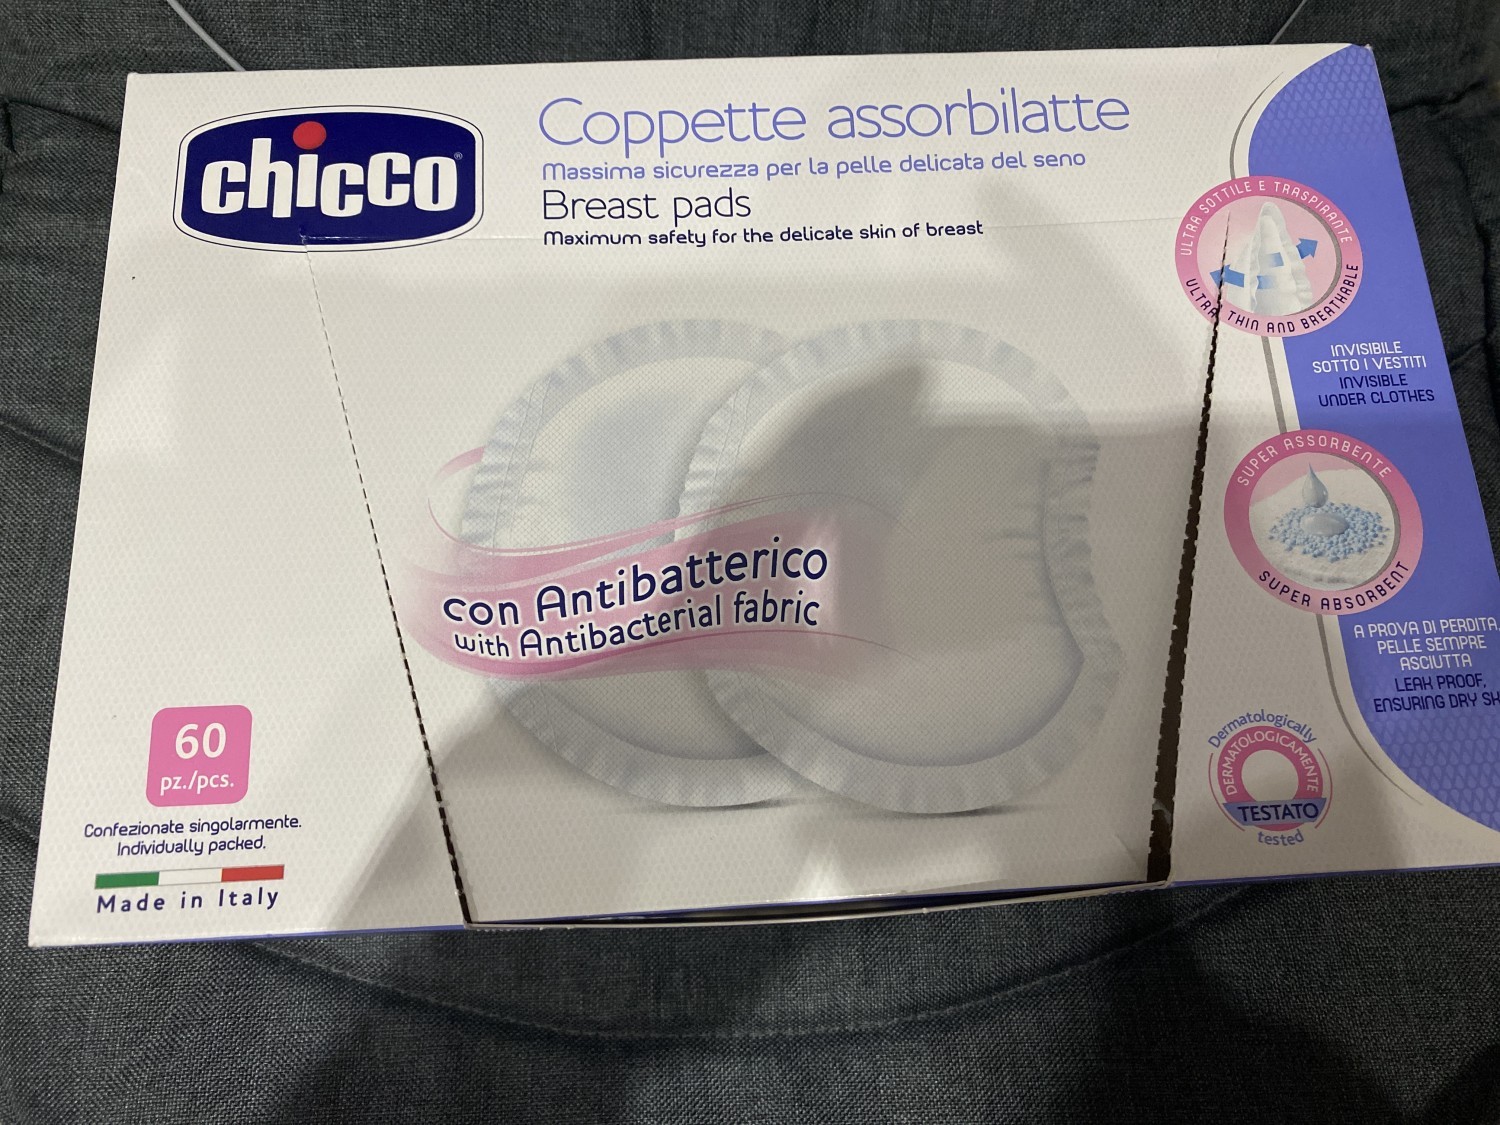 chicco®
Coppette assorbilatte
Massima sicurezza per la pelle delicata del seno
Breast pads
Maximum safety for the delicate skin of breast
ULTRA SOTTILE E TRASPIRANTE
ULTRA THIN AND BREATHABLE
INVISIBILE
SOTTO I VESTITI
INVISIBLE
UNDER CLOTHES
SUPER ASSORBENTE
SUPER ABSORBENT
A PROVA DI PERDITA,
PELLE SEMPRE
ASCIUTTA
LEAK PROOF,
ENSURING DRY
con Antibatterico
with Antibacterial fabric
60
pz./pcs.
Confezionate singolarmente.
Individually packed.
Made in Italy
Dermatologically
DERMATOLOGICAMENTE
TESTATO
tested